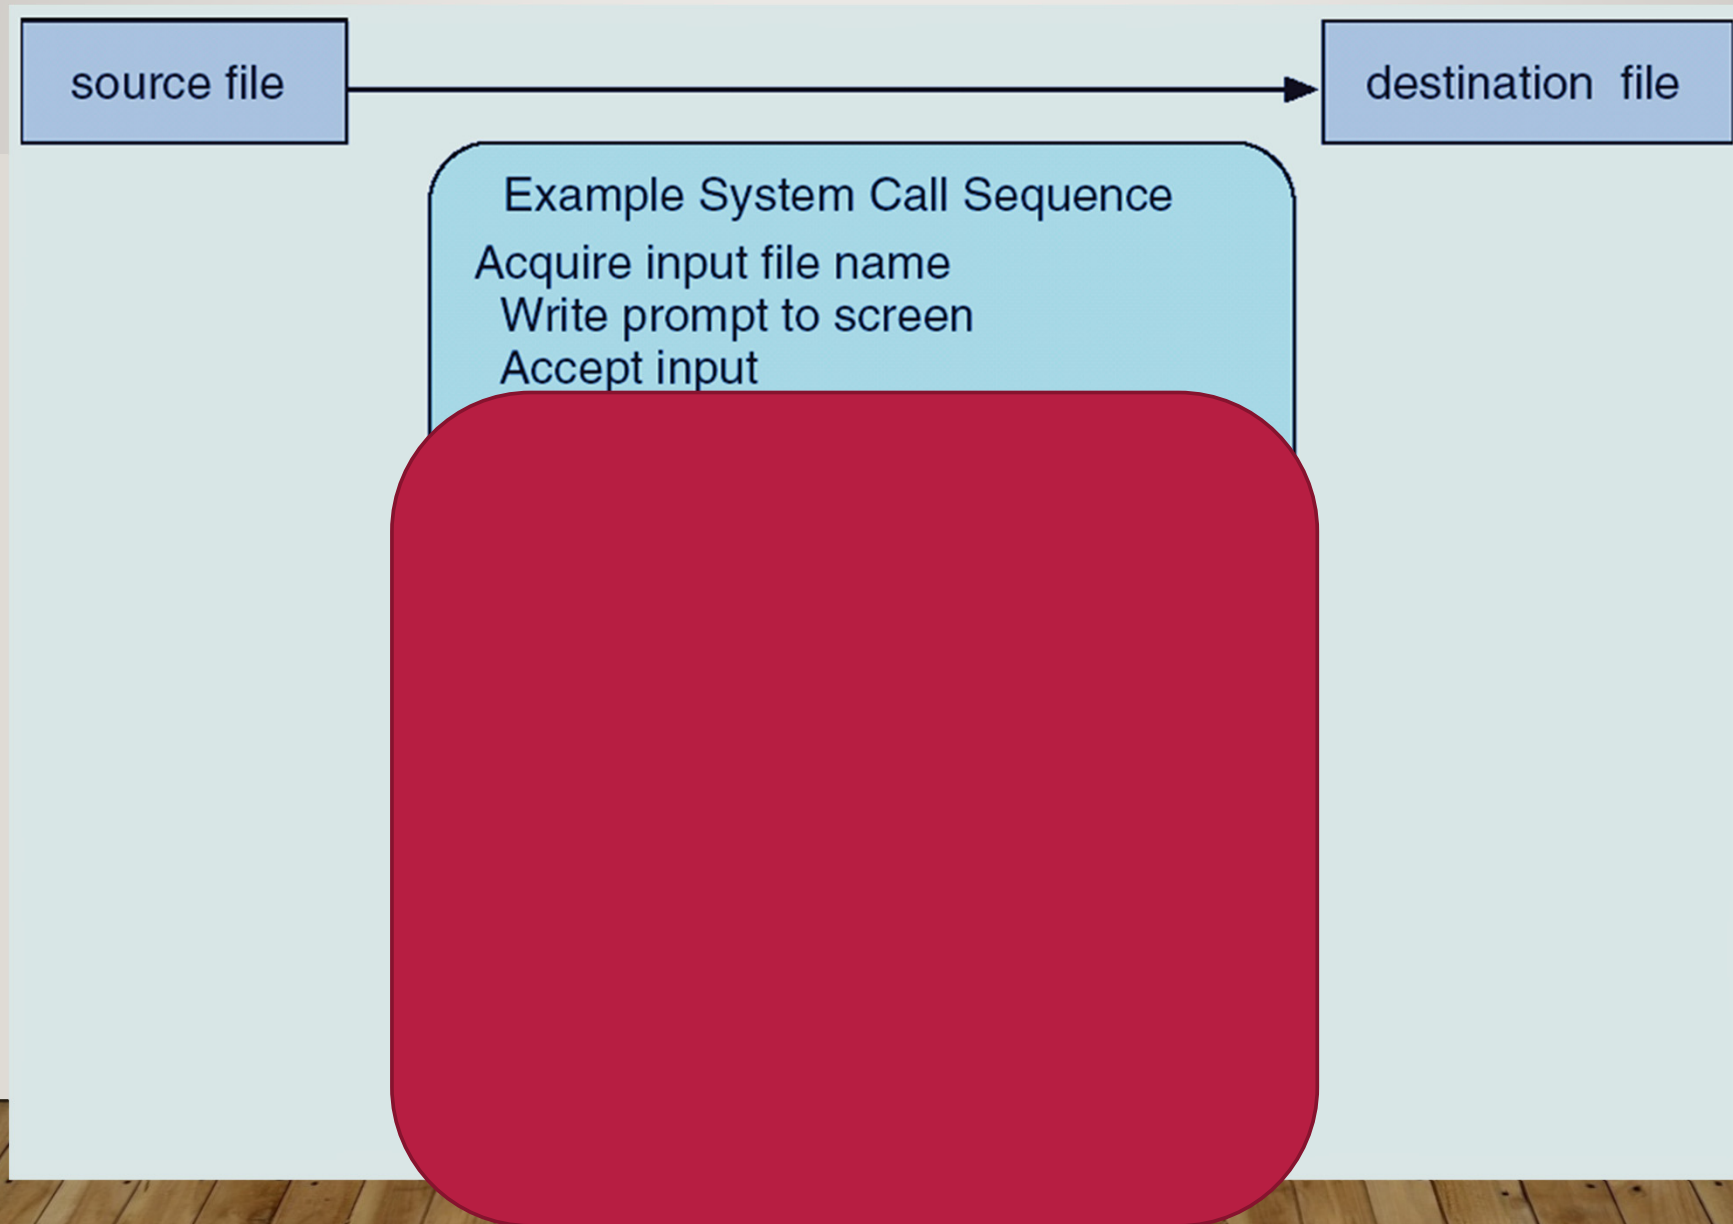 source file
destination file
Example System Call Sequence
Acquire input file name
Write prompt to screen
Accept input